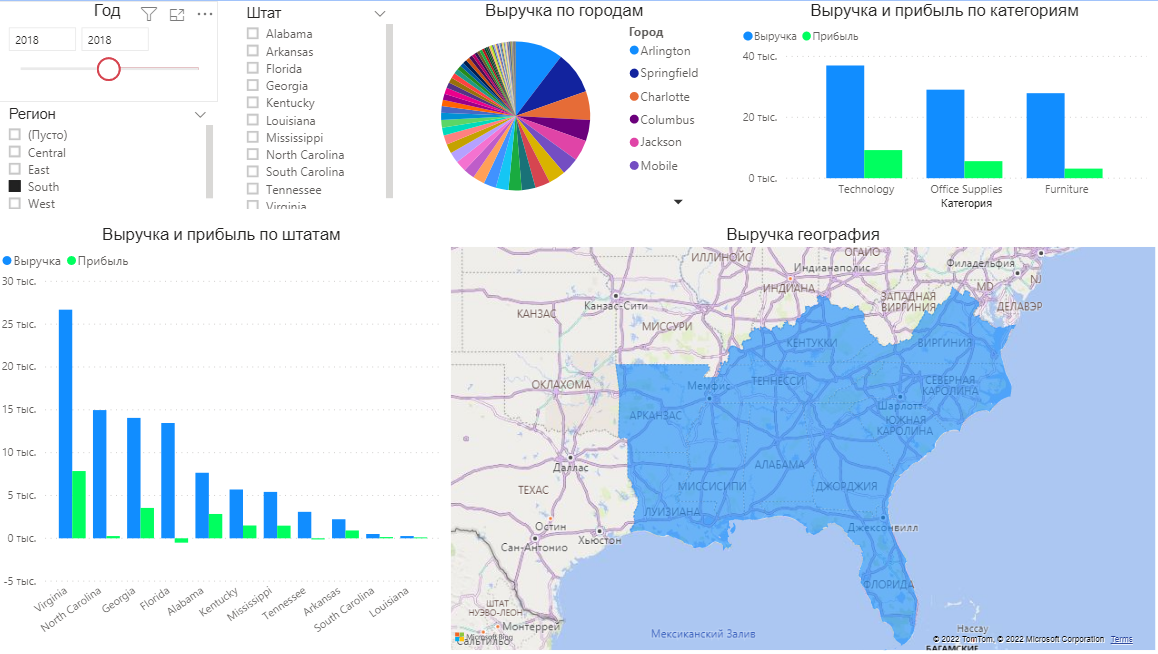 Год
2018
2018
Регион
(Пусто)
Central
East
South
West
Штат
Alabama
Arkansas
Florida
Georgia
Kentucky
Louisiana
Mississippi
North Carolina
South Carolina
Tennessee
Virginia
Выручка по городам
Город
Arlington
Springfield
Charlotte
Columbus
Jackson
Mobile
Выручка и прибыль по категориям
Выручка Прибыль
40 тыс.
20 тыс.
0 тыс.
Technology
Office Supplies
Furniture
Категория
Выручка и прибыль по штатам
Выручка Прибыль
30 тыс.
25 тыс.
20 тыс.
15 тыс.
10 тыс.
5 тыс.
0 тыс.
-5 тыс.
Virginia
North Carolina
Georgia
Florida
Alabama
Kentucky
Mississippi
Tennessee
Arkansas
South Carolina
Louisiana
Выручка география
ИЛЛИНОЙС
ОГАЙО
Индианаполис
Филадельфия
ИНДИАНА
MD
NJ
Канзас-Сити
ЗАПАДНАЯ
ВИРГИНИЯ
ДЕЛАВЭР
КАНЗАС
МИССУРИ
КЕНТУККИ
ВИРГИНИЯ
ОКЛАХОМА
Мемфис
ТЕННЕССИ
СЕВЕРНАЯ
КАРОЛИНА
АРКАНЗАС
Шарлотт
ЮЖНАЯ
КАРОЛИНА
Даллас
АЛАБАМА
ТЕХАС
МИССИСИПИ
ДЖОРДЖИЯ
ЛУИЗИАНА
Остин
Джексонвилл
Хьюстон
Сан-Антонио
ФЛОРИДА
ШТАТ
НУЭВО-ЛЕОН
Монтеррей
Мексиканский Залив
Нассау
Microsoft Bing
Сальтильо
© 2022 TomTom, © 2022 Microsoft Corporation Terms
БАГАМСКИЕ